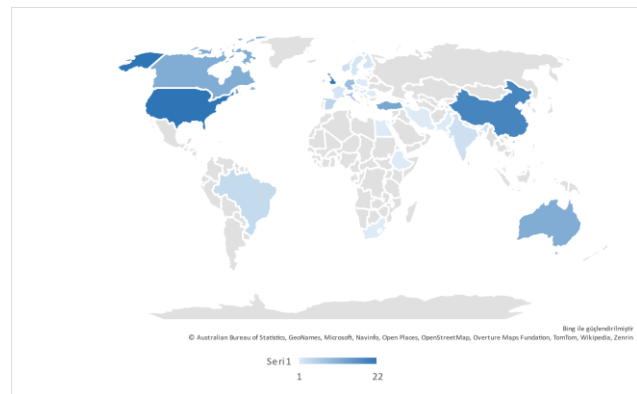 Bing ile güçlendirilmiştir
© Australian Bureau of Statistics, GeoNames, Microsoft, Navinfo, Open Places, OpenStreetMap, Overture Maps Fundation, TomTom, Wikipedia, Zenrin
Seri1
1 22